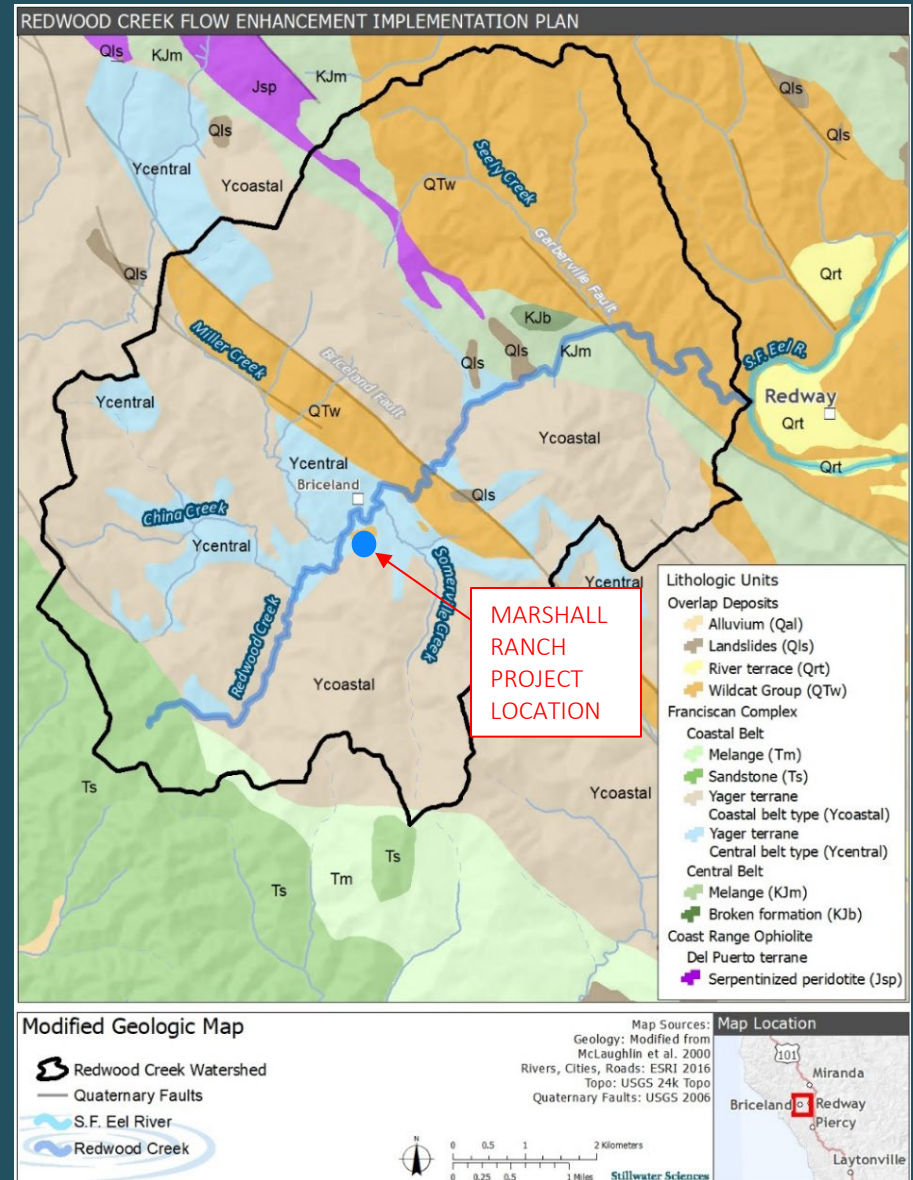 REDWOOD CREEK FLOW ENHANCEMENT IMPLEMENTATION PLAN
Qls
KJm
Jsp
KJm
Qls
Qls
Qls
Ycentral
Ycoastal
QTw
Seely Creek
Garberville Fault
Qls
Qrt
KJb
S.F. Eel R.
Miller Creek
Briceland Fault
Qls
Qls
KJm
Redway
Ycentral
QTw
Qrt
Ycoastal
Ycentral
Briceland
Qrt
Qls
China Creek
Ycentral
Somerville Creek
Ycentral
Redwood Creek
MARSHALL
RANCH
PROJECT
LOCATION
Ycoastal
Ycoastal
Ts
Ts
Tm
Ts
Lithologic Units
Overlap Deposits
Alluvium (Qal)
Landslides (Qls)
River terrace (Qrt)
Wildcat Group (QTw)
Franciscan Complex
Coastal Belt
Melange (Tm)
Sandstone (Ts)
Yager terrane
Coastal belt type (Ycoastal)
Yager terrane
Central belt type (Ycentral)
Central Belt
Melange (KJm)
Broken formation (KJb)
Coast Range Ophiolite
Del Puerto terrane
Serpentinized peridotite (Jsp)
Modified Geologic Map
Redwood Creek Watershed
Quaternary Faults
S.F. Eel River
Redwood Creek
Map Sources:
Geology: Modified from
McLaughlin et al. 2000
Rivers, Cities, Roads: ESRI 2016
Topo: USGS 24k Topo
Quaternary Faults: USGS 2006
N
0 0.5 1 2 Kilometers
0 0.25 0.5 1 Miles
Stillwater Sciences
Map Location
101
Miranda
Briceland
Redway
Piercy
Laytonville